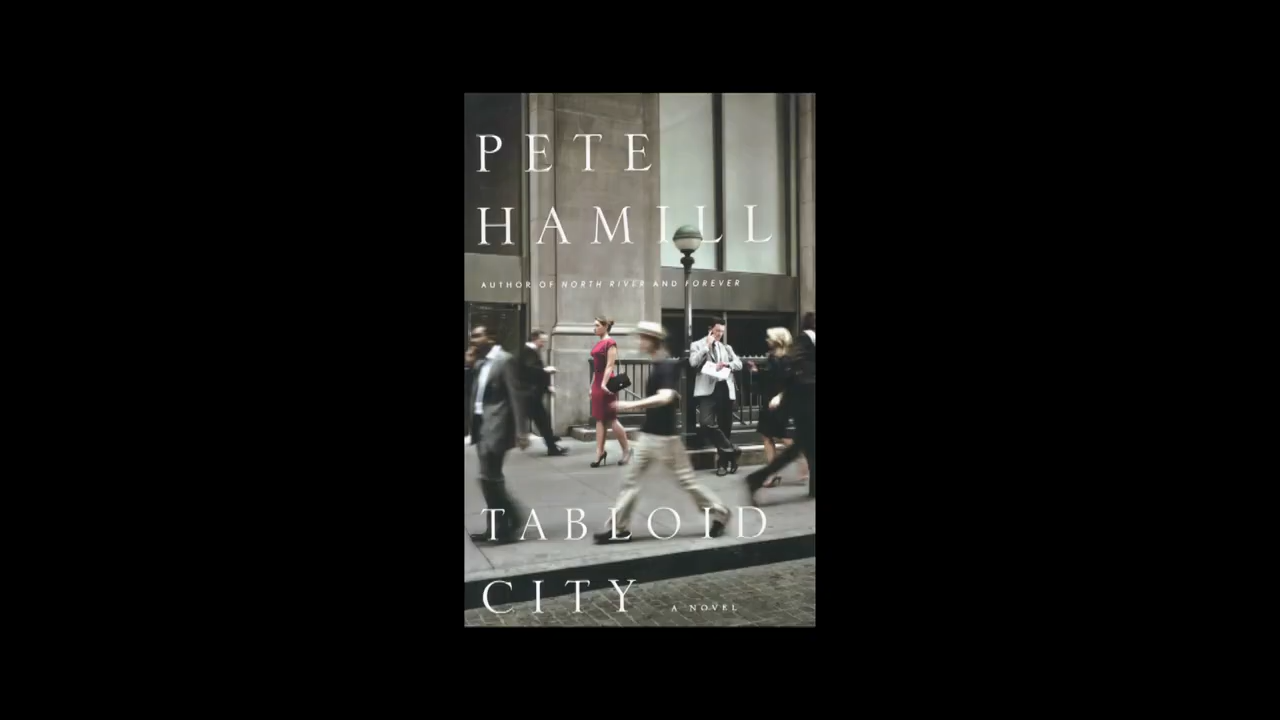 PETE
HAMILL
AUTHOR OF NORTH RIVER AND FOREVER
TABLOID
CITY A NOVEL